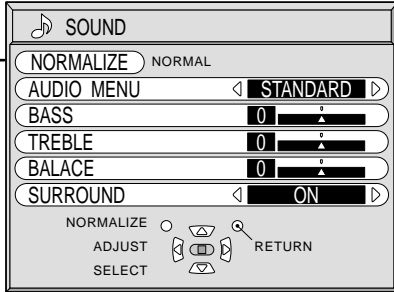 SOUND
NORMALIZE NORMAL
AUDIO MENU STANDARD
BASS 0
TREBLE 0
BALACE 0
SURROUND ON
NORMALIZE
ADJUST RETURN
SELECT